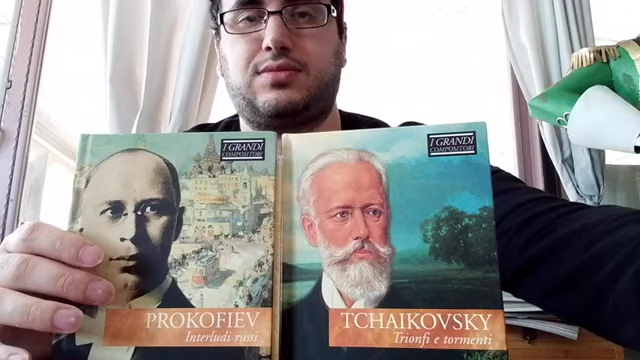 I GRANDI
COMPOSITORI
PROKOFIEV
Interludi russi
I GRANDI
COMPOSITORI
TCHAIKOVSKY
Trionfi e tormenti